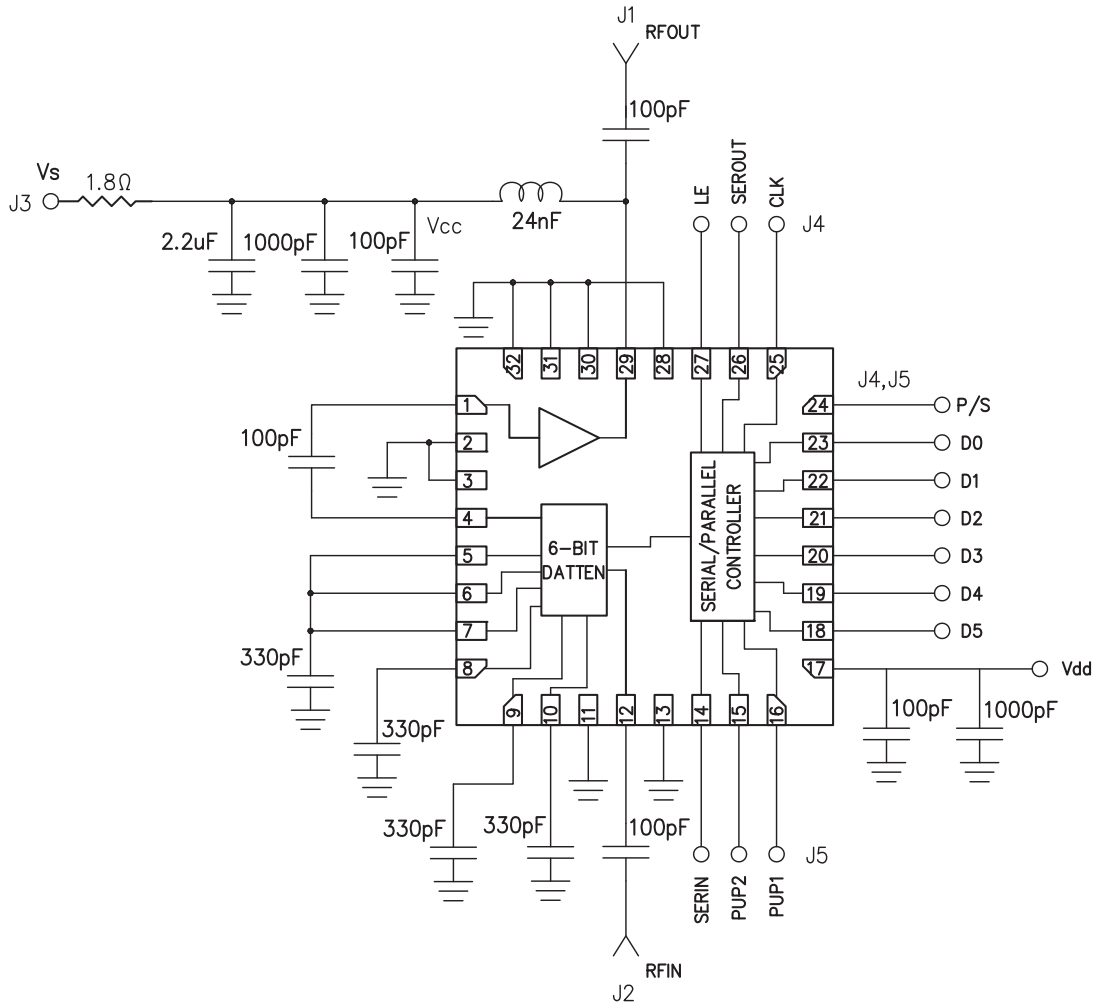 J1
RFOUT
100pF
Vs
J3
1.8Ω
24nF
Vcc
2.2uF
1000pF
100pF
LE
SEROUT
CLK
J4
32
31
30
29
28
27
26
25
J4,J5
1
24
P/S
100pF
2
23
D0
3
22
D1
4
21
D2
5
20
D3
6
19
D4
7
18
D5
8
17
Vdd
6-BIT
DATTEN
SERIAL/PARALLEL
CONTROLLER
330pF
9
10
11
12
13
14
15
16
100pF
1000pF
330pF
330pF
330pF
100pF
J5
SERIN
PUP2
PUP1
RFIN
J2